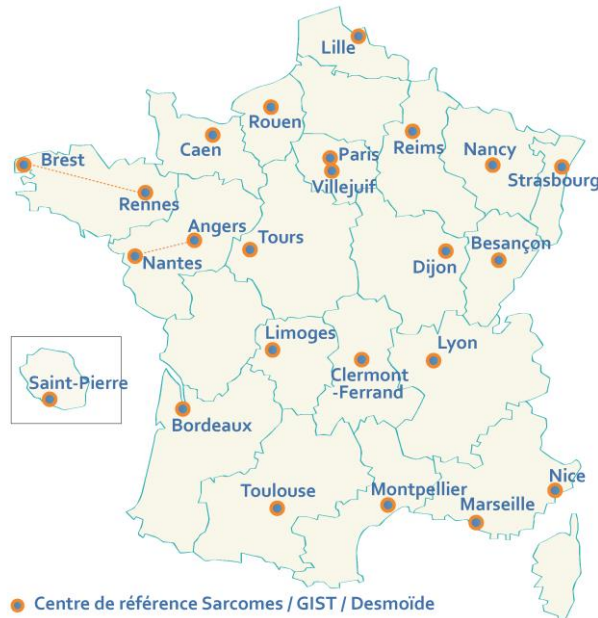 Lille
Rouen
Caen
Paris
Villejuif
Reims
Nancy
Strasbourg
Brest
Rennes
Angers
Nantes
Tours
Dijon
Besançon
Limoges
Clermont
-Ferrand
Lyon
Saint-Pierre
Bordeaux
Toulouse
Montpellier
Marseille
Nice
Centre de référence Sarcomes / GIST / Desmoïde